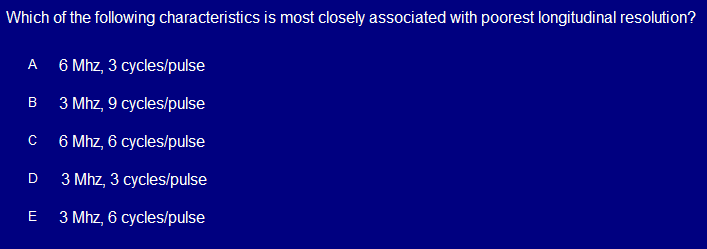 Which of the following characteristics is most closely associated with poorest longitudinal resolution?
A 6 Mhz, 3 cycles/pulse
B 3 Mhz, 9 cycles/pulse
C 6 Mhz, 6 cycles/pulse
D 3 Mhz, 3 cycles/pulse
E 3 Mhz, 6 cycles/pulse